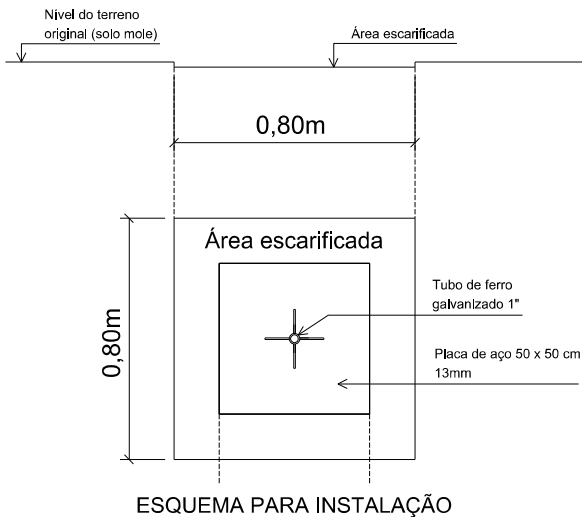 Nível do terreno
original (solo mole)
Área escarificada
0,80m
Área escarificada
0,80m
Tubo de ferro
galvanizado 1"
Placa de aço 50 x 50 cm
13mm
ESQUEMA PARA INSTALAÇÃO